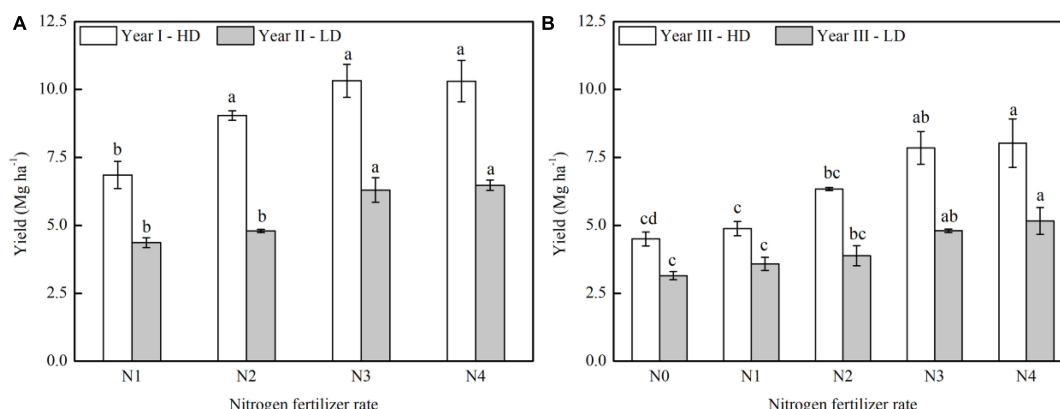 A
Yield (Mg ha⁻¹)
12.5
10.0
7.5
5.0
2.5
0.0
Year I - HD
Year II - LD
b
b
a
b
a
a
a
a
N1
N2
N3
N4
Nitrogen fertilizer rate
B
Yield (Mg ha⁻¹)
12.5
10.0
7.5
5.0
2.5
0.0
Year III - HD
Year III - LD
cd
c
c
c
bc
bc
ab
ab
a
a
N0
N1
N2
N3
N4
Nitrogen fertilizer rate